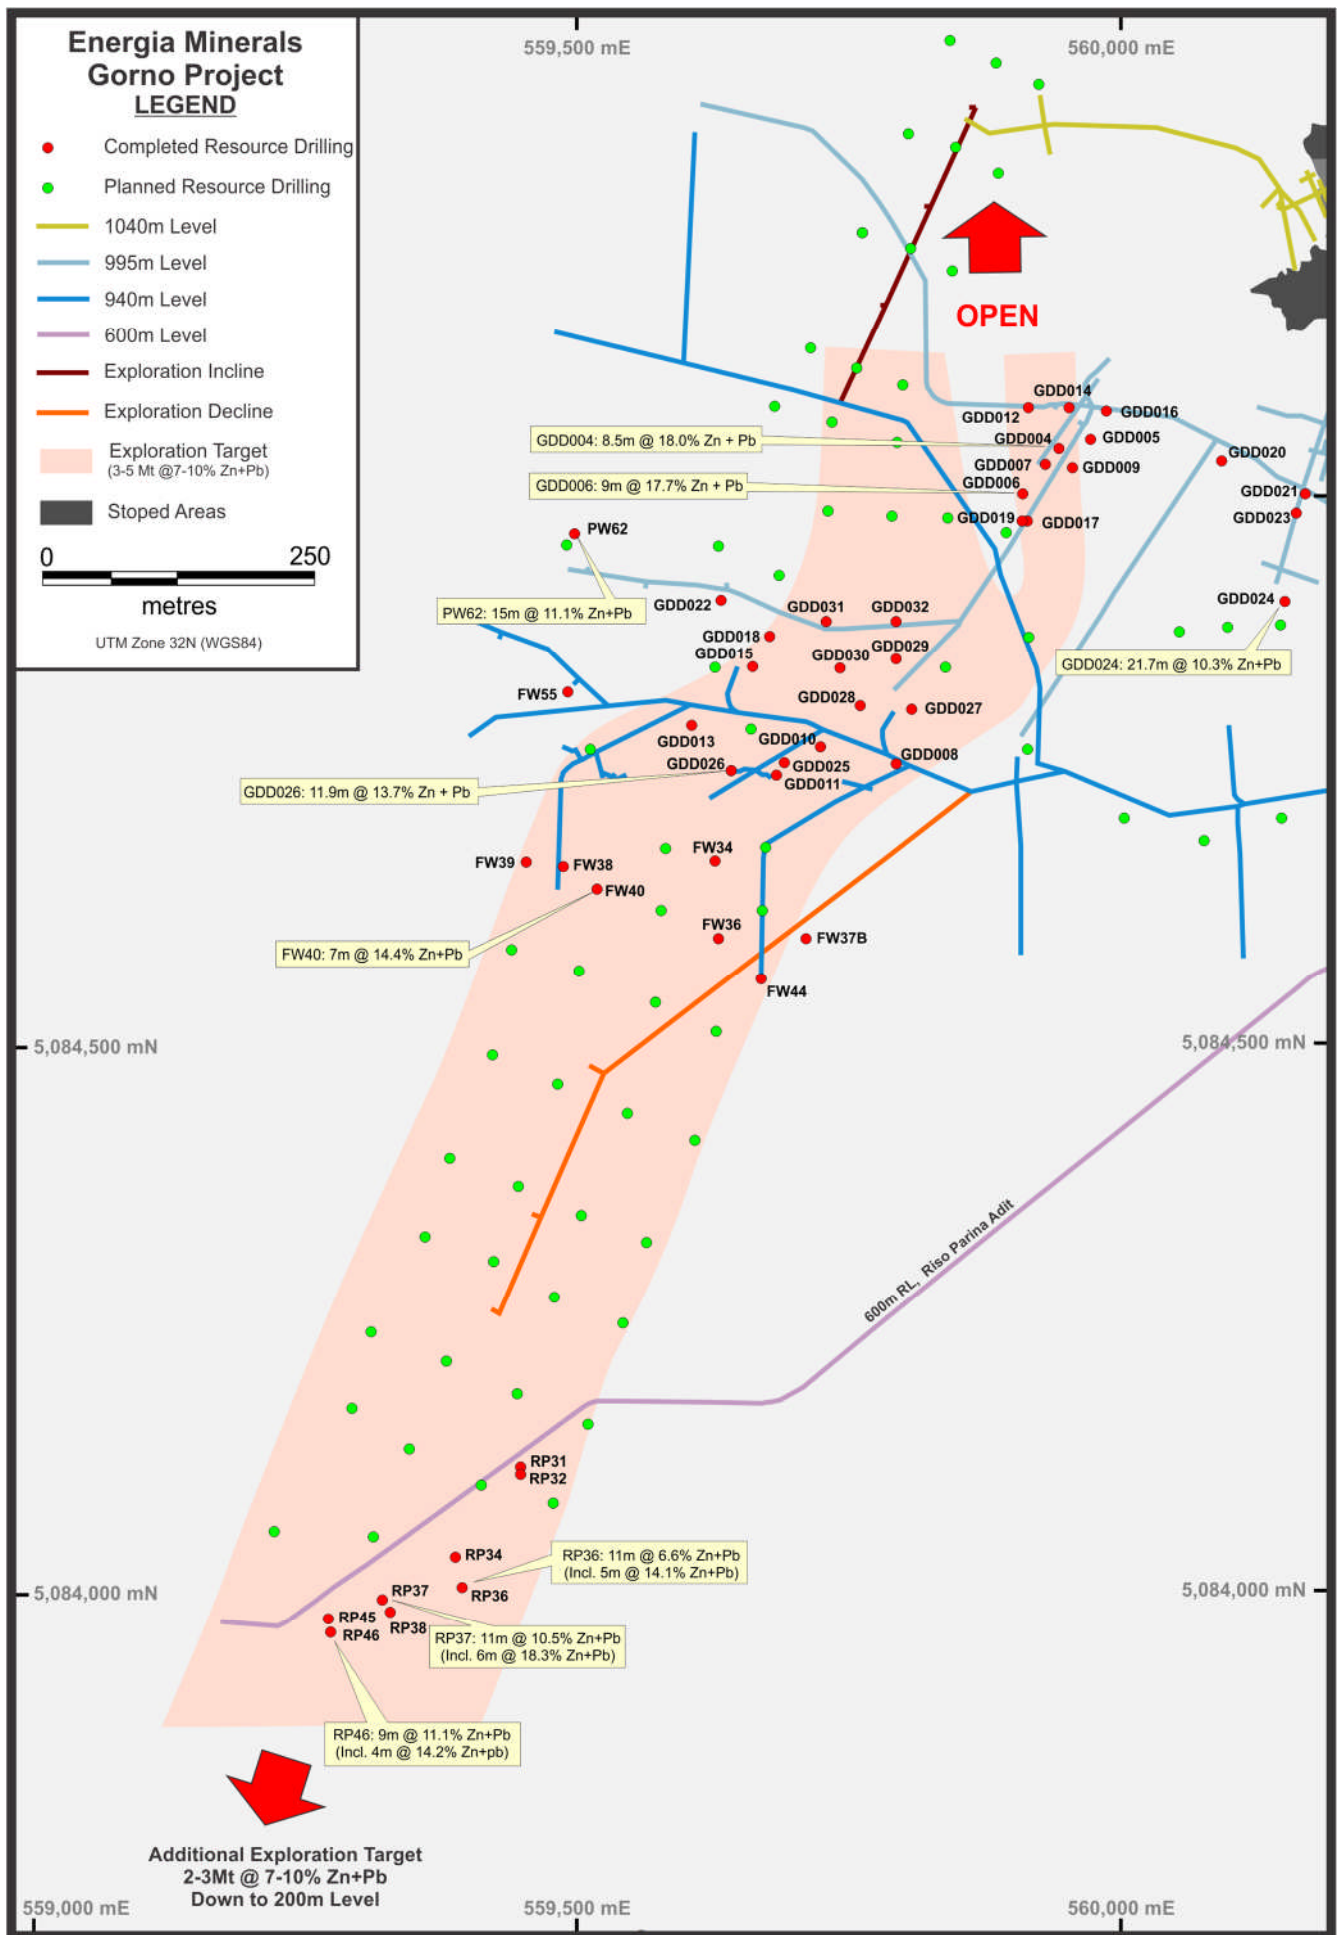 Energia Minerals
Gorno Project
LEGEND
Completed Resource Drilling
Planned Resource Drilling
1040m Level
995m Level
940m Level
600m Level
Exploration Incline
Exploration Decline
Exploration Target
(3-5 Mt @7-10% Zn+Pb)
Stoped Areas
0 250
metres
UTM Zone 32N (WGS84)
559,500 mE
560,000 mE
OPEN
GDD014
GDD012
GDD016
GDD004: 8.5m @ 18.0% Zn + Pb
GDD004
GDD005
GDD020
GDD007
GDD009
GDD006: 9m @ 17.7% Zn + Pb
GDD006
GDD021
GDD019
GDD017
GDD023
PW62
PW62: 15m @ 11.1% Zn+Pb
GDD022
GDD031
GDD032
GDD024
GDD018
GDD029
GDD015
GDD030
GDD024: 21.7m @ 10.3% Zn+Pb
FW55
GDD028
GDD027
GDD013
GDD010
GDD008
GDD026
GDD025
GDD011
GDD026: 11.9m @ 13.7% Zn + Pb
FW39
FW38
FW34
FW40
FW36
FW37B
FW40: 7m @ 14.4% Zn+Pb
FW44
5,084,500 mN
5,084,500 mN
600m RL, Riso Parina Adit
RP31
RP32
RP34
RP36: 11m @ 6.6% Zn+Pb
(Incl. 5m @ 14.1% Zn+Pb)
RP36
5,084,000 mN
5,084,000 mN
RP37
RP45
RP38
RP46
RP37: 11m @ 10.5% Zn+Pb
(Incl. 6m @ 18.3% Zn+Pb)
RP46: 9m @ 11.1% Zn+Pb
(Incl. 4m @ 14.2% Zn+pb)
Additional Exploration Target
2-3Mt @ 7-10% Zn+Pb
Down to 200m Level
559,000 mE
559,500 mE
560,000 mE